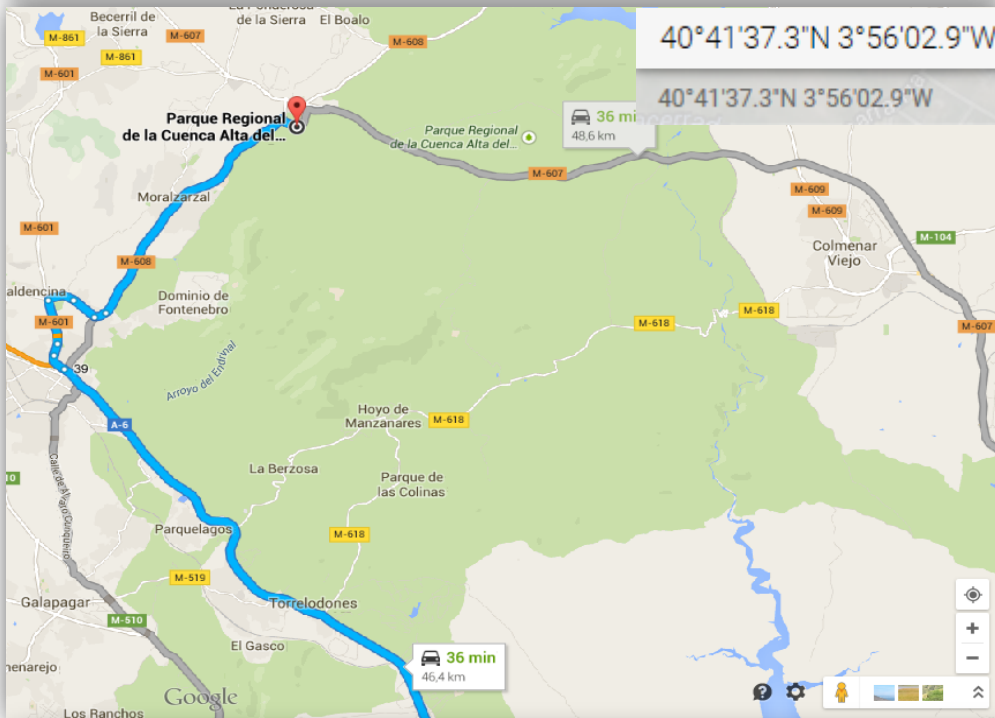 Becerril de
la Sierra
de la Sierra
El Boalo
M-861
M-607
M-861
M-608
M-601
40°41'37.3"N 3°56'02.9"W
40°41'37.3"N 3°56'02.9"W
Parque Regional
de la Cuenca Alta del...
Parque Regional
de la Cuenca Alta del...
36 min
48,6 km
M-607
M-609
M-609
Moralzarzal
M-601
M-104
Colmenar
Viejo
M-608
aldencina
Dominio de
Fontenebro
M-601
M-618
M-618
M-607
39
Arroyo del Endrinal
Hoyo de
Manzanares
M-618
A-6
La Berzosa
Parque de
las Colinas
10
Parquelagos
M-618
M-519
Galapagar
Torrelodones
M-510
El Gasco
36 min
46,4 km
henarejo
Google
Los Ranchos